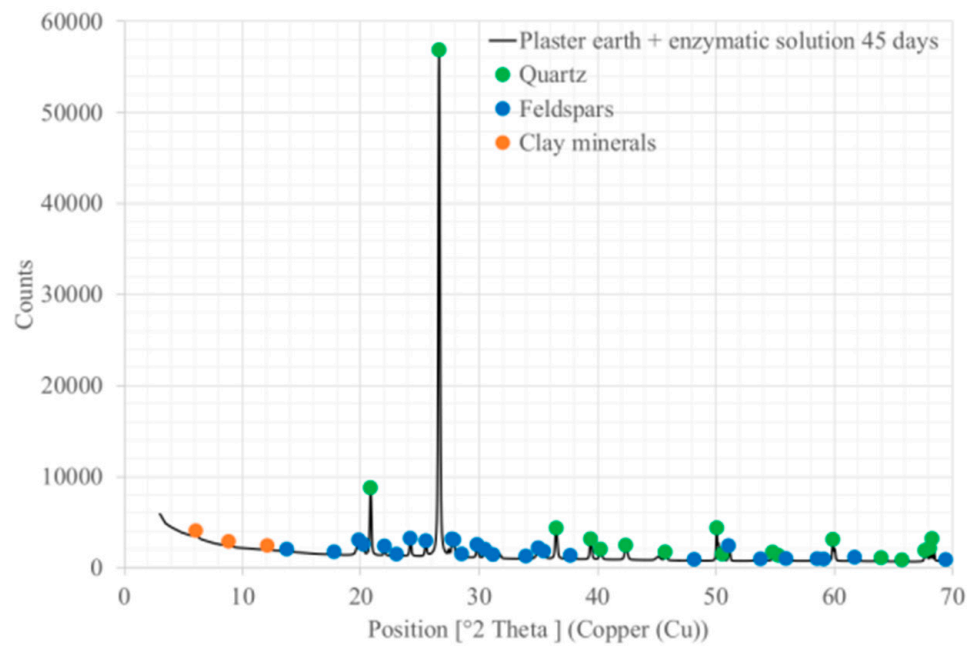 60000
50000
40000
30000
20000
10000
0
Counts
Plaster earth + enzymatic solution 45 days
Quartz
Feldspars
Clay minerals
0 10 20 30 40 50 60 70
Position [°2 Theta ] (Copper (Cu))